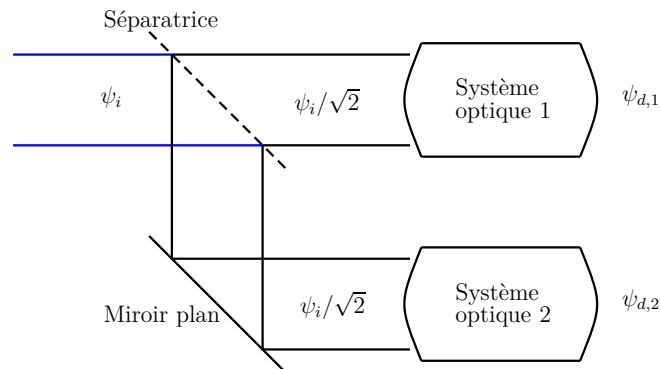 Séparatrice
ψ_i
ψ_i/√2
Système
optique 1
ψ_{d,1}
Miroir plan
ψ_i/√2
Système
optique 2
ψ_{d,2}